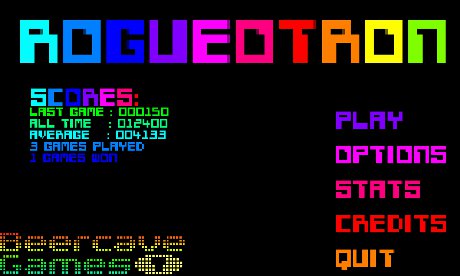 ROGUEOTRON
SCORES:
LAST GAME : 000150
ALL TIME : 012400
AVERAGE : 004133
3 GAMES PLAYED
1 GAMES WON
PLAY
OPTIONS
STATS
CREDITS
QUIT
Beercave
Games